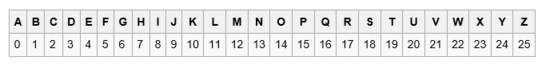 A B C D E F G H I J K L M N O P Q R S T U V W X Y Z
0 1 2 3 4 5 6 7 8 9 10 11 12 13 14 15 16 17 18 19 20 21 22 23 24 25